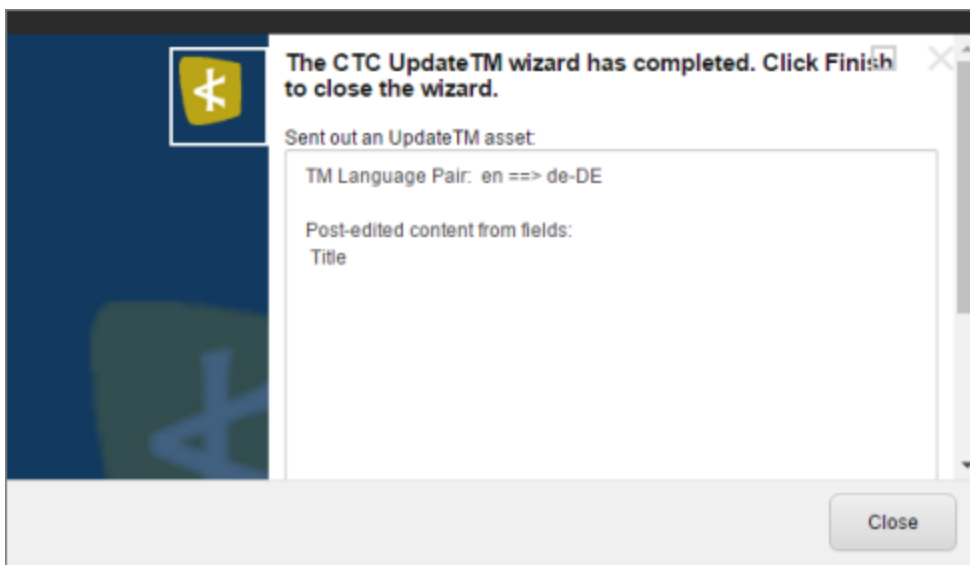 The CTC UpdateTM wizard has completed. Click Finish
to close the wizard.
Sent out an UpdateTM asset:
TM Language Pair: en ==> de-DE
Post-edited content from fields:
Title
Close